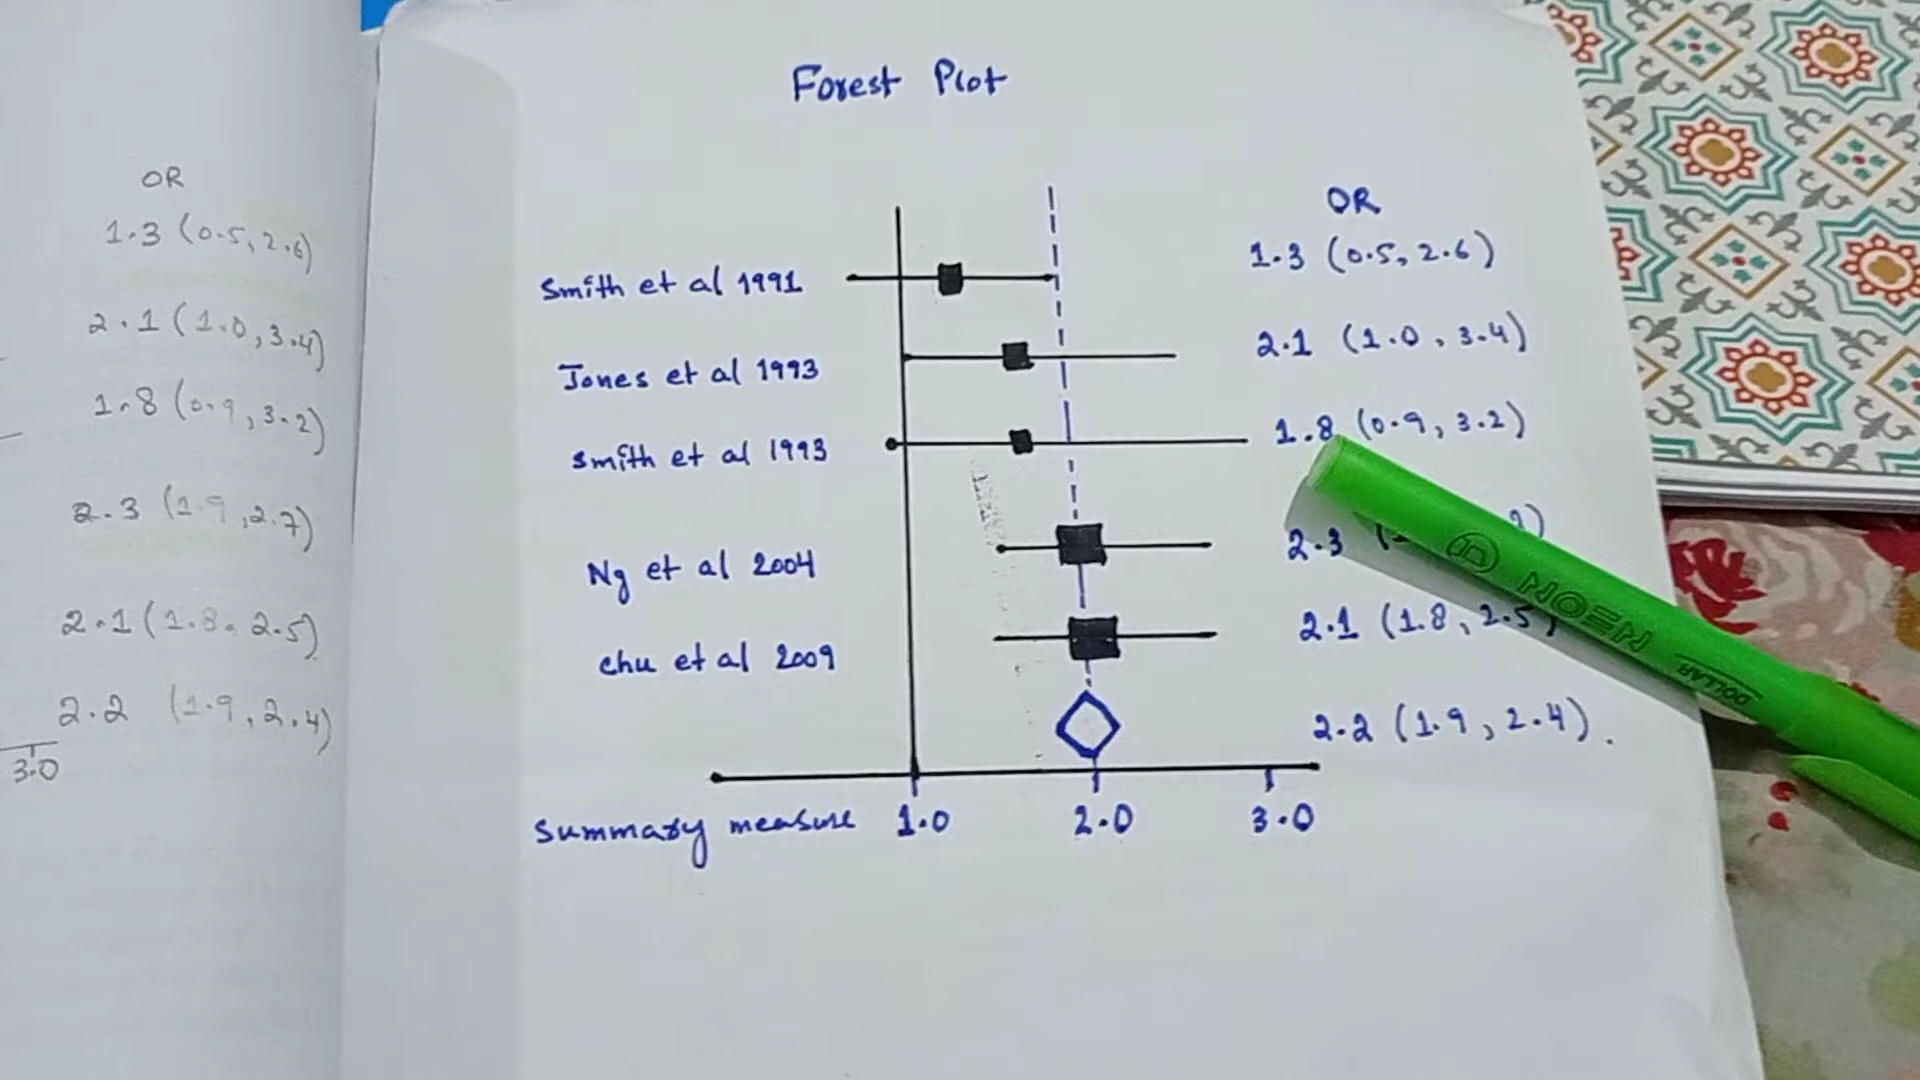 OR
1.3 (0.5, 2.6)
2.1 (1.0, 3.4)
1.8 (0.9, 3.2)
2.3 (1.9, 2.7)
2.1 (1.8, 2.5)
2.2 (1.9, 2.4)
3.0
Forest Plot
OR
Smith et al 1991 1.3 (0.5, 2.6)
Jones et al 1993 2.1 (1.0, 3.4)
Smith et al 1993 1.8 (0.9, 3.2)
Ng et al 2004 2.3
chu et al 2009 2.1 (1.8, 2.5)
2.2 (1.9, 2.4).
Summary measure 1.0 2.0 3.0
NEON
DOLLAR